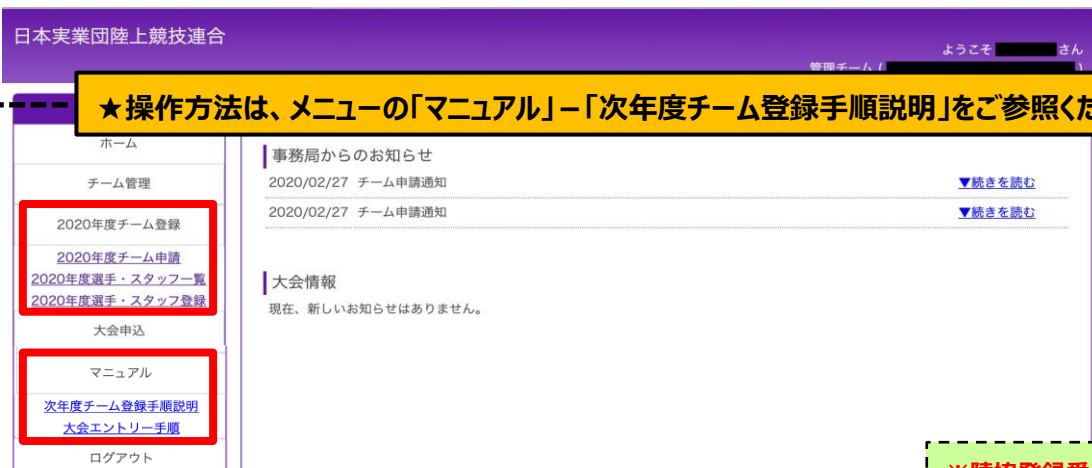 日本実業団陸上競技連合
ようこそ さん
管理チーム ( )
★操作方法は、メニューの「マニュアル」–「次年度チーム登録手順説明」をご参照くだ
ホーム
チーム管理
2020年度チーム登録
2020年度チーム申請
2020年度選手・スタッフ一覧
2020年度選手・スタッフ登録
大会申込
マニュアル
次年度チーム登録手順説明
大会エントリー手順
ログアウト
事務局からのお知らせ
2020/02/27 チーム申請通知 ▼続きを読む
2020/02/27 チーム申請通知 ▼続きを読む
大会情報
現在、新しいお知らせはありません。